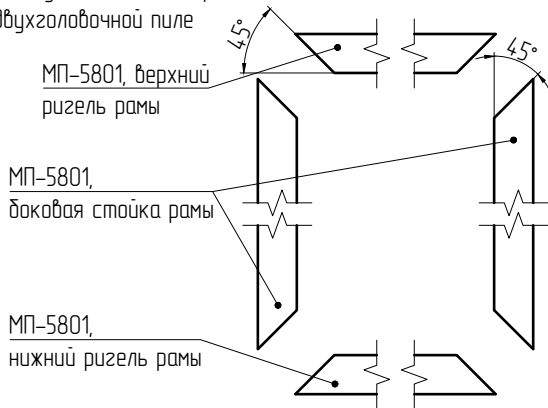 двухголовочной пиле
45°
45°
МП-5801, верхний
ригель рамы
МП-5801,
боковая стойка рамы
МП-5801,
нижний ригель рамы